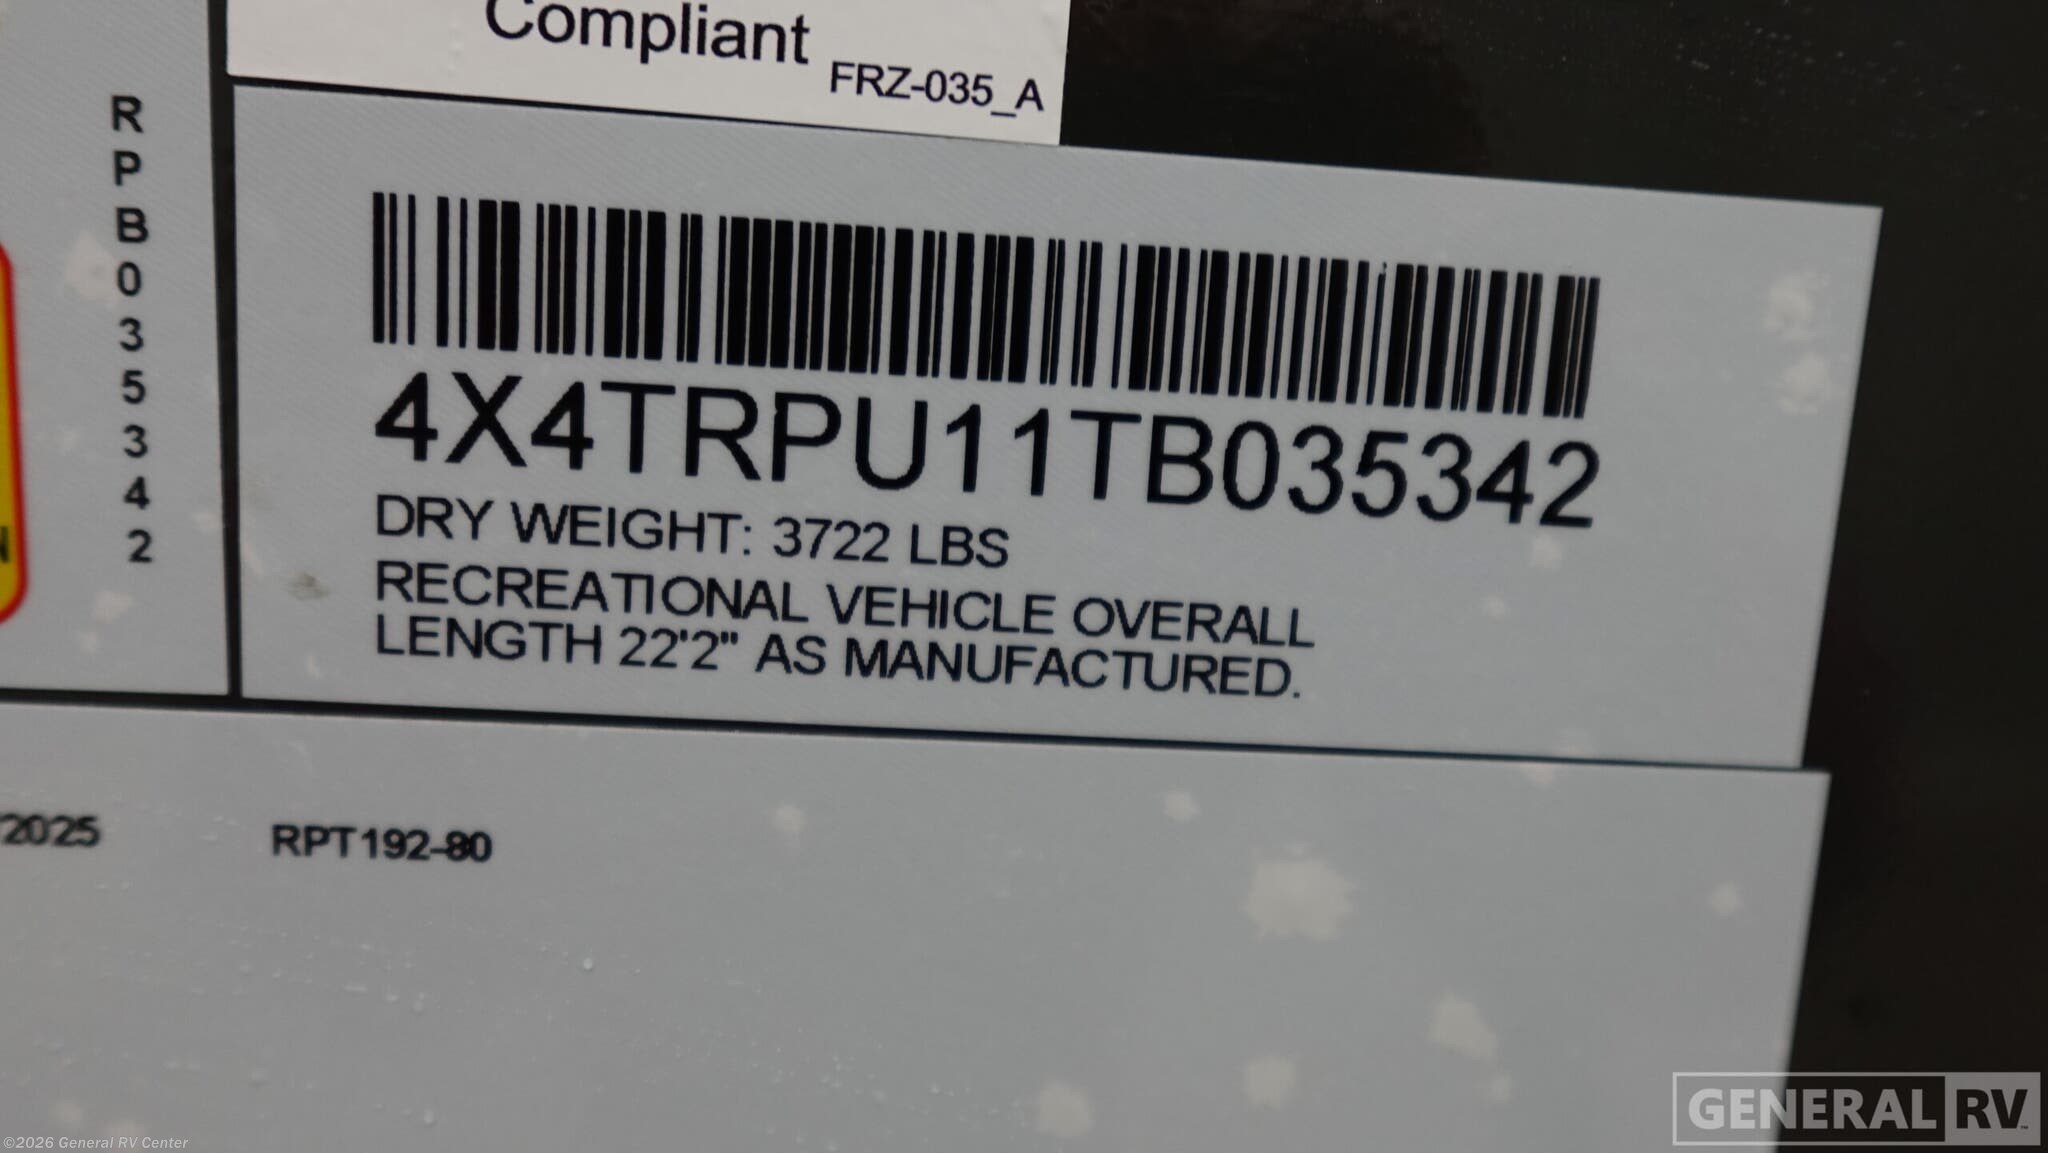 Compliant
FRZ-035_A
R
P
B
0
3
5
3
4
2
4X4TRPU11TB035342
DRY WEIGHT: 3722 LBS
RECREATIONAL VEHICLE OVERALL
LENGTH 22'2" AS MANUFACTURED.
2025
RPT192-80
GENERAL RV
©2026 General RV Center